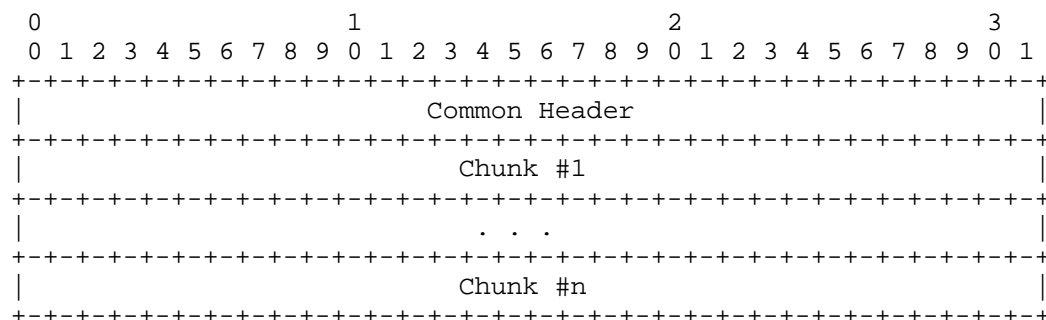 0                   1                   2                   3
 0 1 2 3 4 5 6 7 8 9 0 1 2 3 4 5 6 7 8 9 0 1 2 3 4 5 6 7 8 9 0 1
+-+-+-+-+-+-+-+-+-+-+-+-+-+-+-+-+-+-+-+-+-+-+-+-+-+-+-+-+-+-+-+-+
|                         Common Header                         |
+-+-+-+-+-+-+-+-+-+-+-+-+-+-+-+-+-+-+-+-+-+-+-+-+-+-+-+-+-+-+-+-+
|                           Chunk #1                            |
+-+-+-+-+-+-+-+-+-+-+-+-+-+-+-+-+-+-+-+-+-+-+-+-+-+-+-+-+-+-+-+-+
|                            . . .                              |
+-+-+-+-+-+-+-+-+-+-+-+-+-+-+-+-+-+-+-+-+-+-+-+-+-+-+-+-+-+-+-+-+
|                           Chunk #n                            |
+-+-+-+-+-+-+-+-+-+-+-+-+-+-+-+-+-+-+-+-+-+-+-+-+-+-+-+-+-+-+-+-+